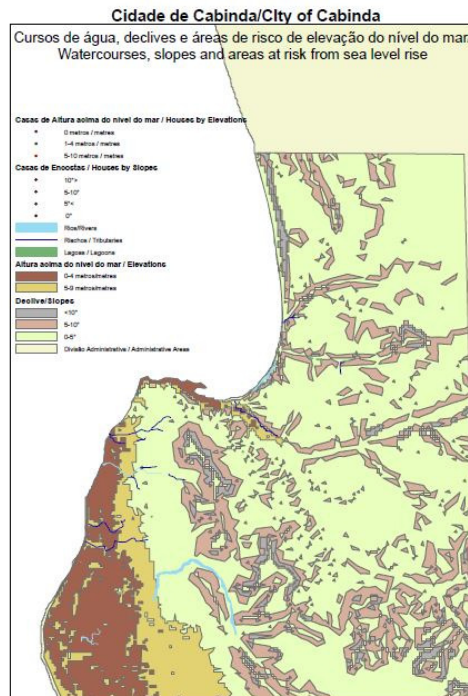 Cidade de Cabinda/CIty of Cabinda
Cursos de água, declives e áreas de risco de elevação do nível do mar
Watercourses, slopes and areas at risk from sea level rise
Casas de Altura acima do nivel do mar / Houses by Elevations
0 metros / metres
1-4 metros / metres
5-10 metros / metres
Casas de Encostas / Houses by Slopes
10°>
5-10°
5°<
0°
Rios/Rivers
Riachos / Tributaries
Lagoas / Lagoons
Altura acima do nivel do mar / Elevations
0-4 metros/metres
5-9 metros/metres
Declive/Slopes
<10°
5-10°
0-5°
Divisão Administrativa / Administrative Areas